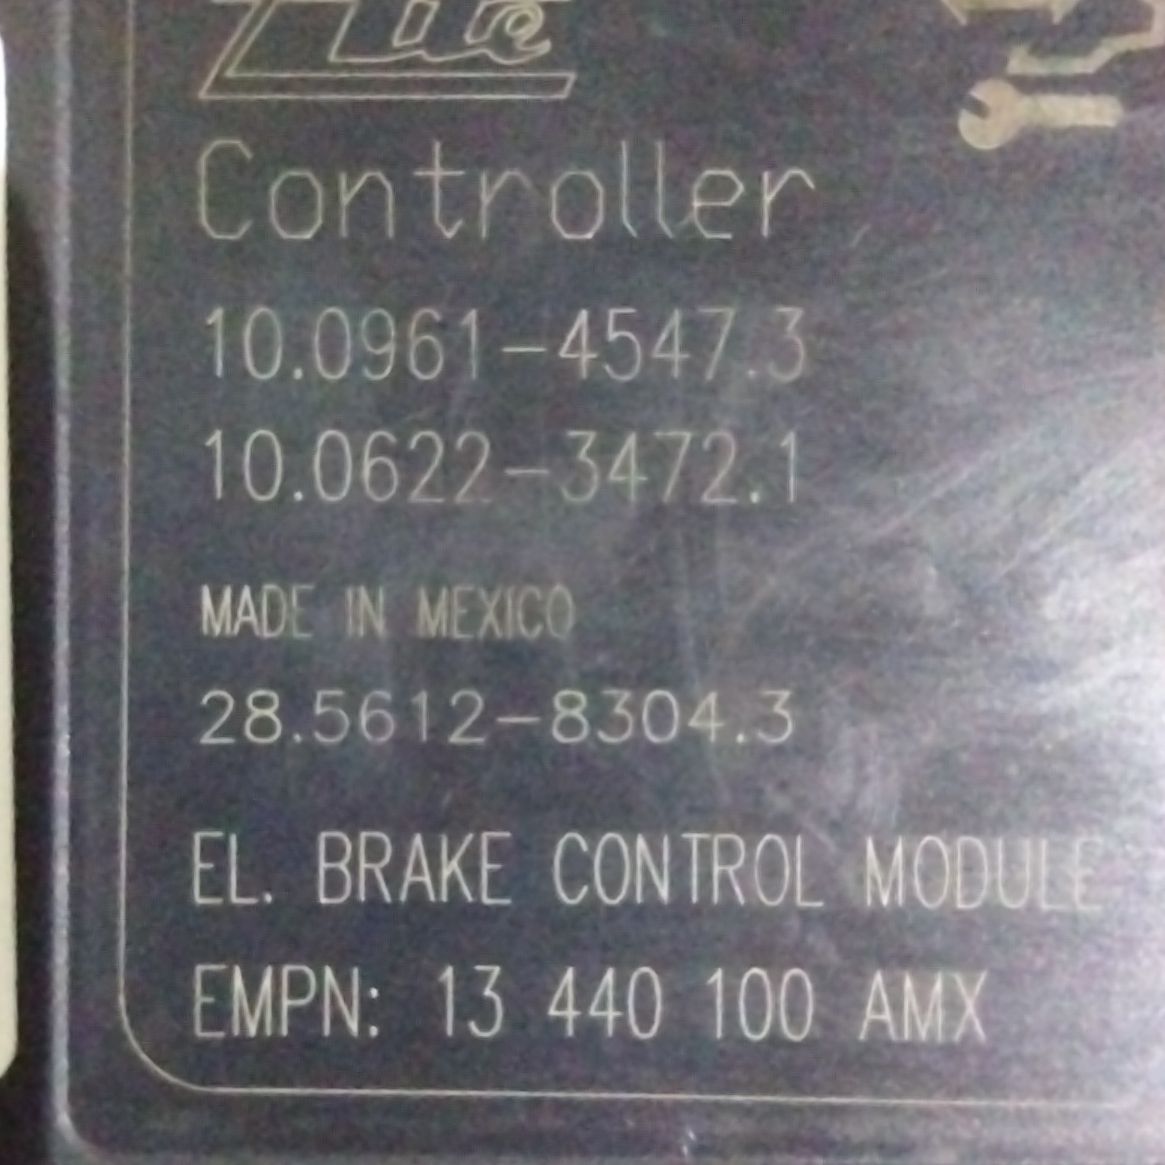 Ate
Controller
10.0961-4547.3
10.0622-3472.1
MADE IN MEXICO
28.5612-8304.3
EL. BRAKE CONTROL MODULE
EMPN: 13 440 100 AMX